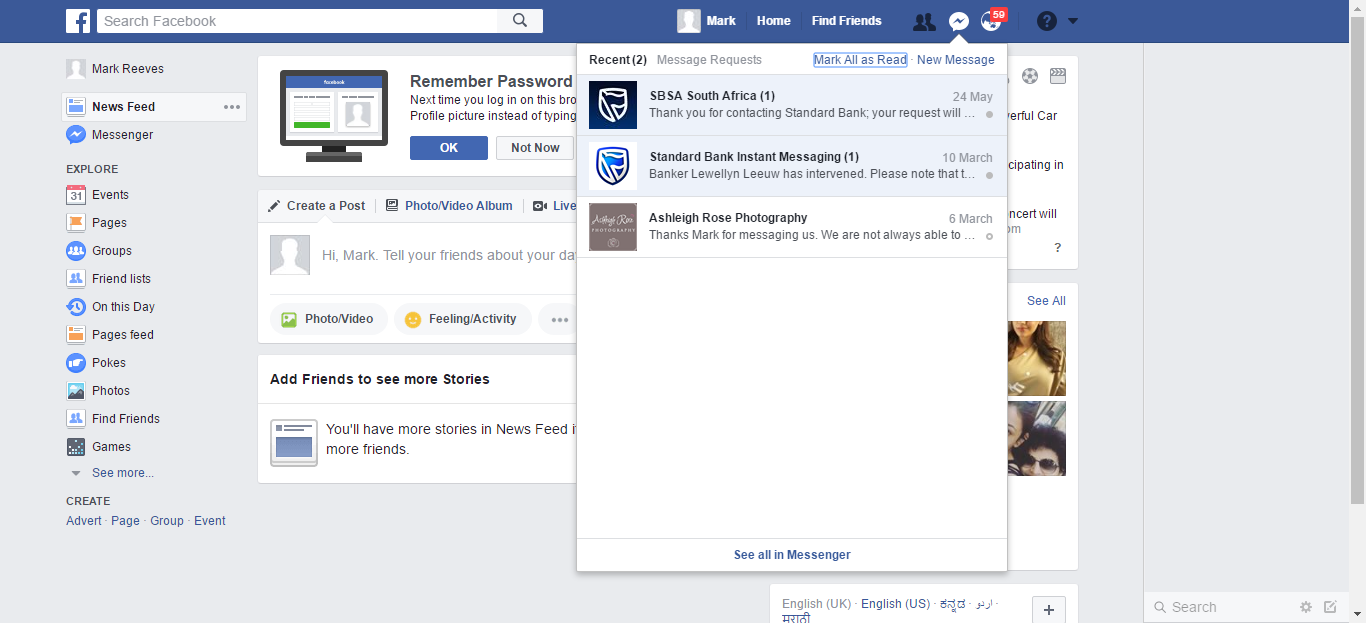 Search Facebook
Mark
Home
Find Friends
59
?
Mark Reeves
News Feed
Messenger
EXPLORE
31
Events
Pages
Groups
Friend lists
On this Day
Pages feed
Pokes
Photos
Find Friends
Games
See more...
CREATE
Advert · Page · Group · Event
facebook
Remember Password
Next time you log in on this bro
Profile picture instead of typing
OK
Not Now
Create a Post
Photo/Video Album
Live
Hi, Mark. Tell your friends about your da
Photo/Video
Feeling/Activity
Add Friends to see more Stories
You'll have more stories in News Feed i
more friends.
Recent (2)
Message Requests
Mark All as Read · New Message
SBSA South Africa (1)
24 May
Thank you for contacting Standard Bank; your request will …
Standard Bank Instant Messaging (1)
10 March
Banker Lewellyn Leeuw has intervened. Please note that t…
Ashleigh Rose
PHOTOGRAPHY
Ashleigh Rose Photography
6 March
Thanks Mark for messaging us. We are not always able to …
See all in Messenger
erful Car
cipating in
ncert will
om
?
See All
English (UK) · English (US) · ಕನ್ನಡ · اردو ·
मराठी
+
Search